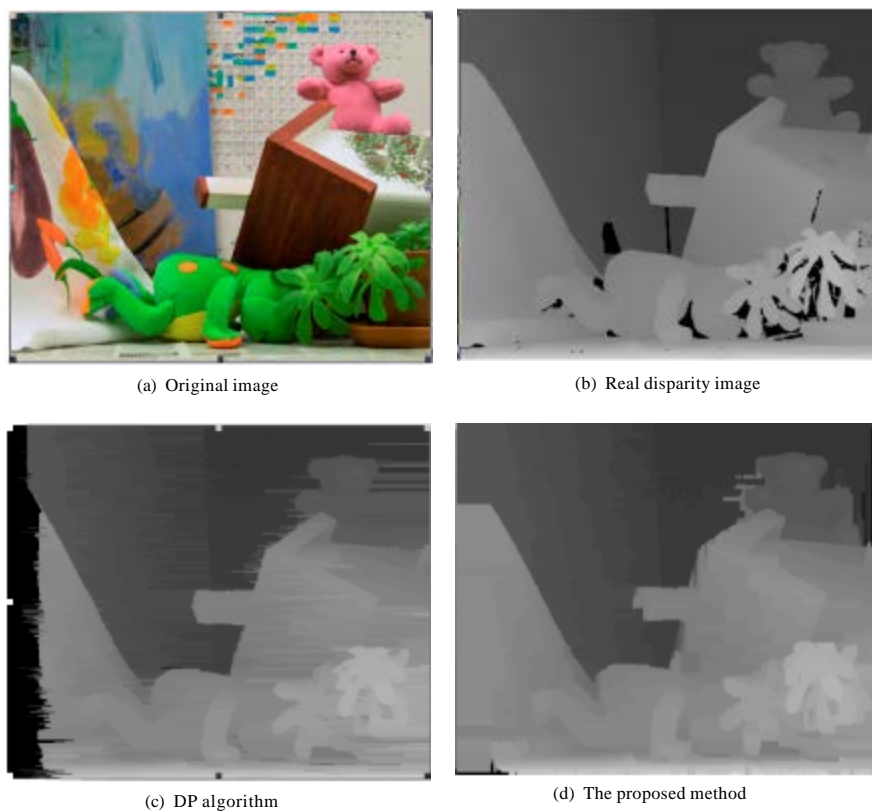 (a) Original image
(b) Real disparity image
(c) DP algorithm
(d) The proposed method